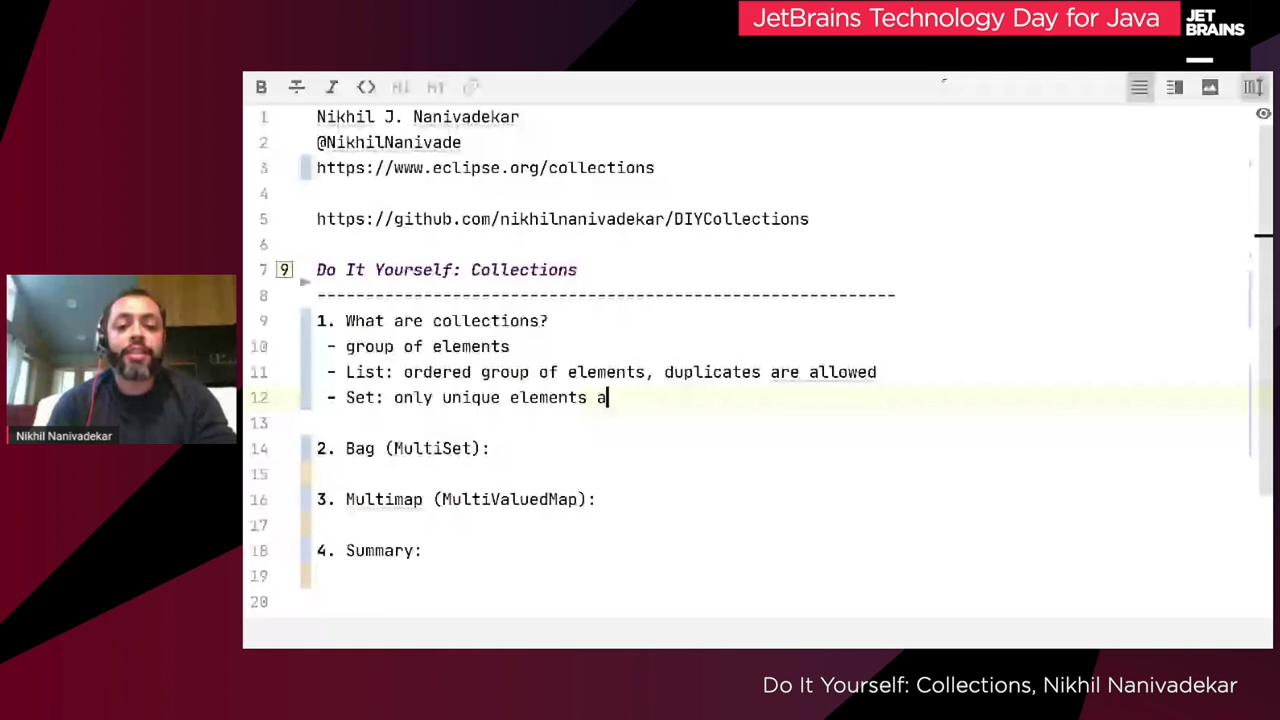 JetBrains Technology Day for Java
JET
BRAINS
B
1 Nikhil J. Nanivadekar
2 @NikhilNanivade
3 https://www.eclipse.org/collections
4
5 https://github.com/nikhilnanivadekar/DIYCollections
6
7 9 Do It Yourself: Collections
8 ------------------------------------------------------------
9 1. What are collections?
10 - group of elements
11 - List: ordered group of elements, duplicates are allowed
12 - Set: only unique elements a
13
14 2. Bag (MultiSet):
15
16 3. Multimap (MultiValuedMap):
17
18 4. Summary:
19
20
Nikhil Nanivadekar
Do It Yourself: Collections, Nikhil Nanivadekar